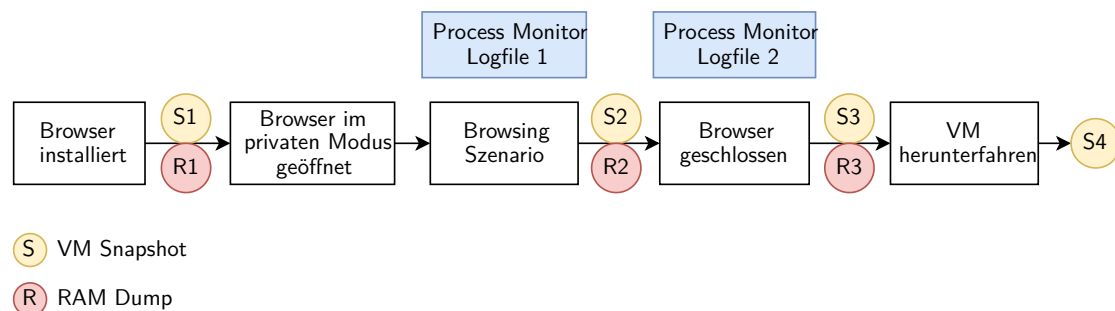 Process Monitor
Logfile 1
Process Monitor
Logfile 2
Browser
installiert
S1
R1
Browser im
privaten Modus
geöffnet
Browsing
Szenario
S2
R2
Browser
geschlossen
S3
R3
VM
herunterfahren
S4
S VM Snapshot
R RAM Dump